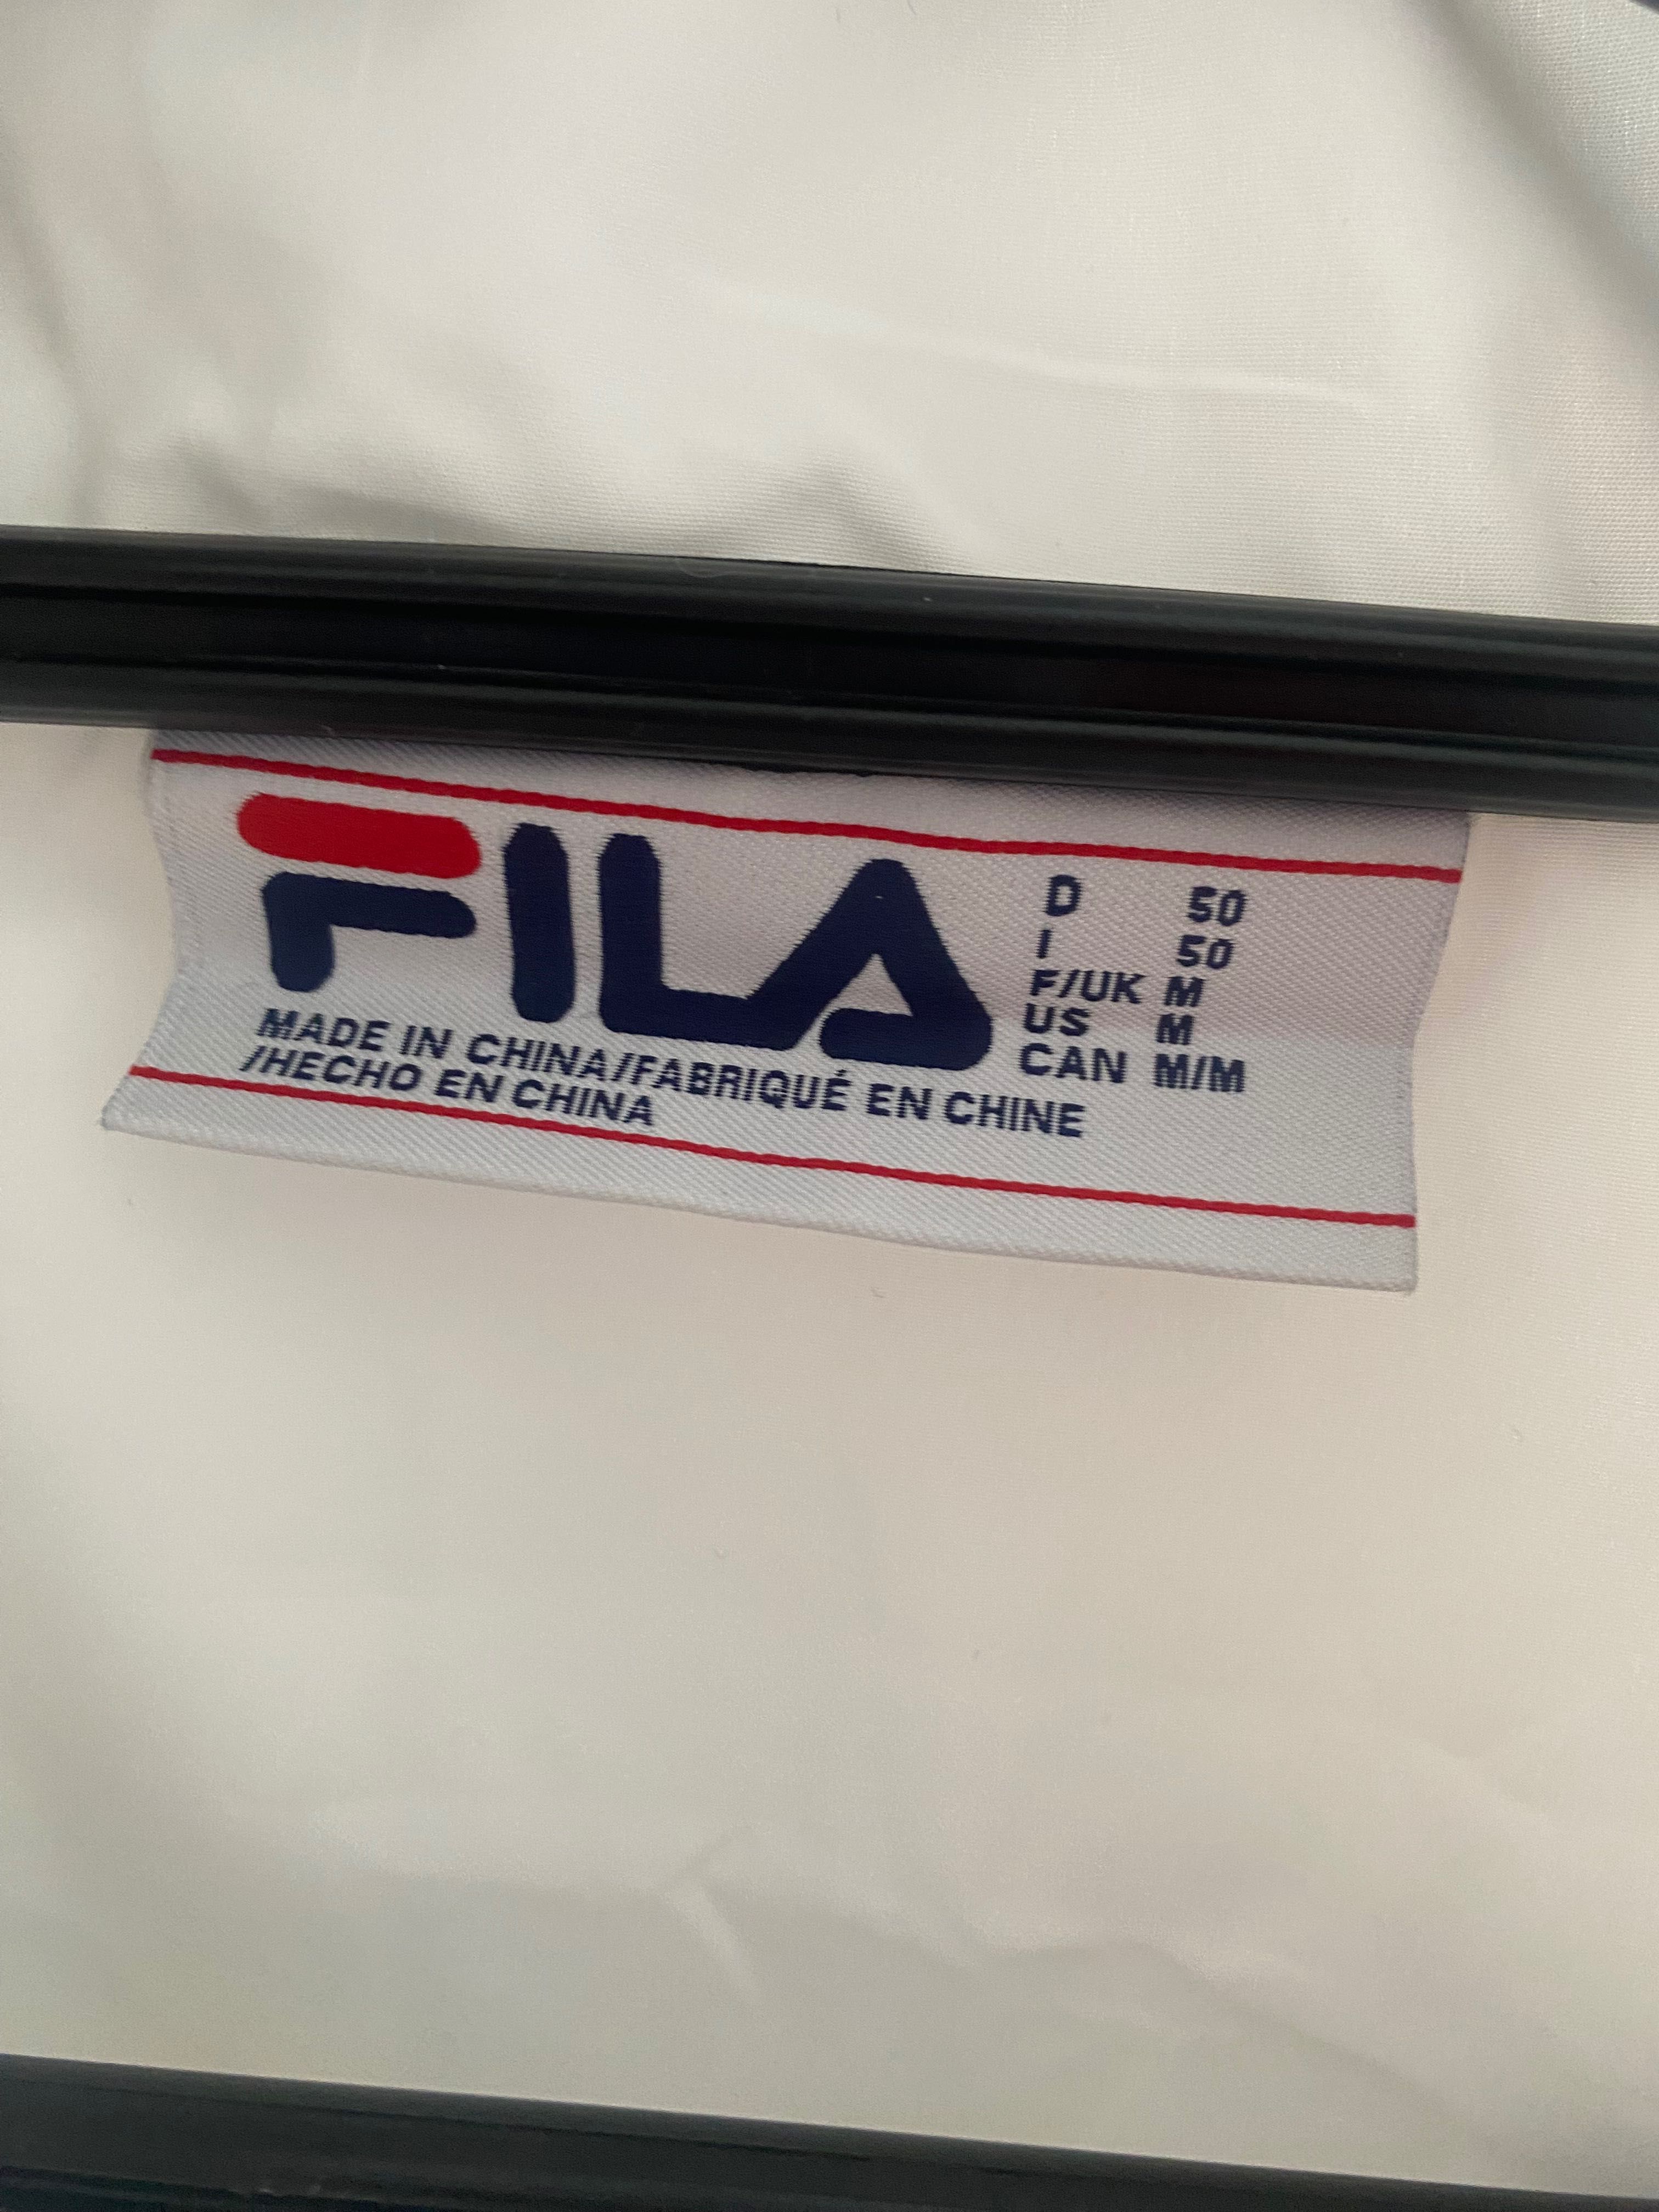 FILA
D 50
I 50
F/UK M
US M
CAN M/M
MADE IN CHINA/FABRIQUÉ EN CHINE
/HECHO EN CHINA